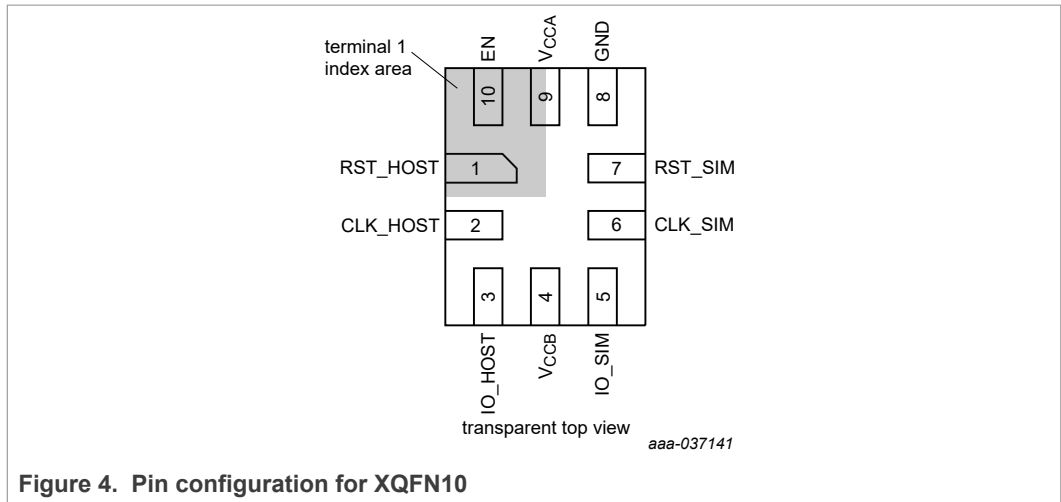 terminal 1
index area
EN
VCCA
GND
10
9
8
RST_HOST
1
7
RST_SIM
CLK_HOST
2
6
CLK_SIM
3
4
5
IO_HOST
VCCB
IO_SIM
transparent top view
aaa-037141
Figure 4. Pin configuration for XQFN10